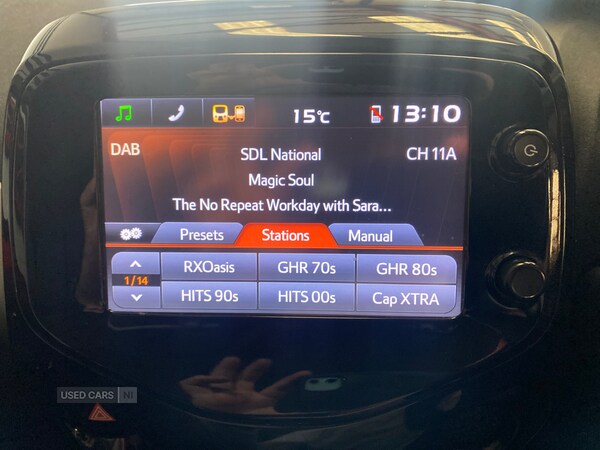 15°C
13:10
DAB
SDL National
CH 11A
Magic Soul
The No Repeat Workday with Sara...
Presets
Stations
Manual
1/14
RXOasis
GHR 70s
GHR 80s
HITS 90s
HITS 00s
Cap XTRA
USED CARS NI